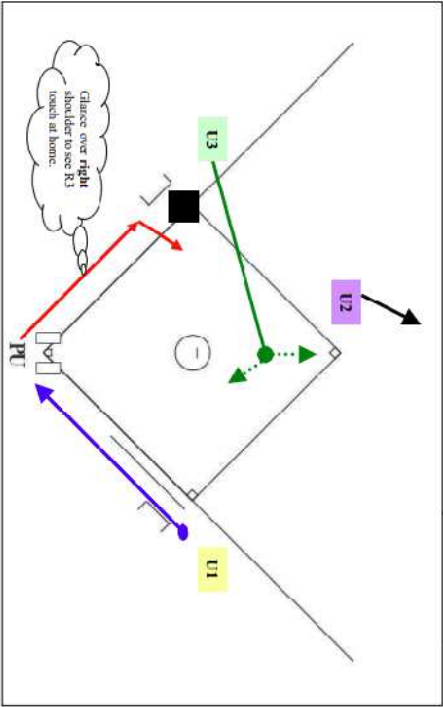 U2
U3
U1
Glance over right
shoulder to see R3
touch at home.
PU